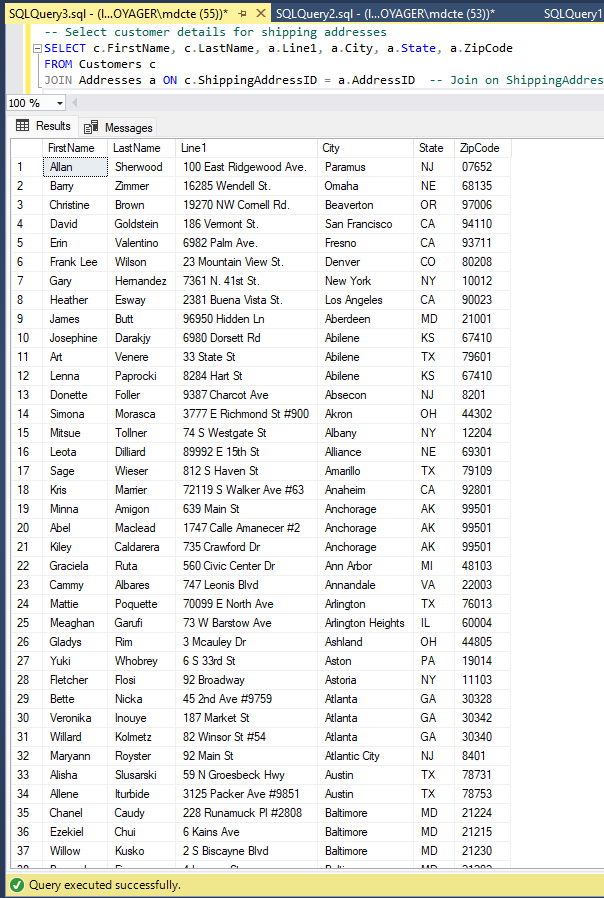 SQLQuery3.sql - (l...OYAGER\mdcte (55))* SQLQuery2.sql - (l...OYAGER\mdcte (53))* SQLQuery1
-- Select customer details for shipping addresses
SELECT c.FirstName, c.LastName, a.Line1, a.City, a.State, a.ZipCode
FROM Customers c
JOIN Addresses a ON c.ShippingAddressID = a.AddressID -- Join on ShippingAddres
100 %
Results Messages
FirstName LastName Line1 City State ZipCode
1 Allan Sherwood 100 East Ridgewood Ave. Paramus NJ 07652
2 Barry Zimmer 16285 Wendell St. Omaha NE 68135
3 Christine Brown 19270 NW Cornell Rd. Beaverton OR 97006
4 David Goldstein 186 Vermont St. San Francisco CA 94110
5 Erin Valentino 6982 Palm Ave. Fresno CA 93711
6 Frank Lee Wilson 23 Mountain View St. Denver CO 80208
7 Gary Hernandez 7361 N. 41st St. New York NY 10012
8 Heather Esway 2381 Buena Vista St. Los Angeles CA 90023
9 James Butt 96950 Hidden Ln Aberdeen MD 21001
10 Josephine Darakjy 6980 Dorsett Rd Abilene KS 67410
11 Art Venere 33 State St Abilene TX 79601
12 Lenna Paprocki 8284 Hart St Abilene KS 67410
13 Donette Foller 9387 Charcot Ave Absecon NJ 8201
14 Simona Morasca 3777 E Richmond St #900 Akron OH 44302
15 Mitsue Tollner 74 S Westgate St Albany NY 12204
16 Leota Dilliard 89992 E 15th St Alliance NE 69301
17 Sage Wieser 812 S Haven St Amarillo TX 79109
18 Kris Marrier 72119 S Walker Ave #63 Anaheim CA 92801
19 Minna Amigon 639 Main St Anchorage AK 99501
20 Abel Maclead 1747 Calle Amanecer #2 Anchorage AK 99501
21 Kiley Caldarera 735 Crawford Dr Anchorage AK 99501
22 Graciela Ruta 560 Civic Center Dr Ann Arbor MI 48103
23 Cammy Albares 747 Leonis Blvd Annandale VA 22003
24 Mattie Poquette 70099 E North Ave Arlington TX 76013
25 Meaghan Garufi 73 W Barstow Ave Arlington Heights IL 60004
26 Gladys Rim 3 Mcauley Dr Ashland OH 44805
27 Yuki Whobrey 6 S 33rd St Aston PA 19014
28 Fletcher Flosi 92 Broadway Astoria NY 11103
29 Bette Nicka 45 2nd Ave #9759 Atlanta GA 30328
30 Veronika Inouye 187 Market St Atlanta GA 30342
31 Willard Kolmetz 82 Winsor St #54 Atlanta GA 30340
32 Maryann Royster 92 Main St Atlantic City NJ 8401
33 Alisha Slusarski 59 N Groesbeck Hwy Austin TX 78731
34 Allene Iturbide 3125 Packer Ave #9851 Austin TX 78753
35 Chanel Caudy 228 Runamuck Pl #2808 Baltimore MD 21224
36 Ezekiel Chui 6 Kains Ave Baltimore MD 21215
37 Willow Kusko 2 S Biscayne Blvd Baltimore MD 21230
Query executed successfully.